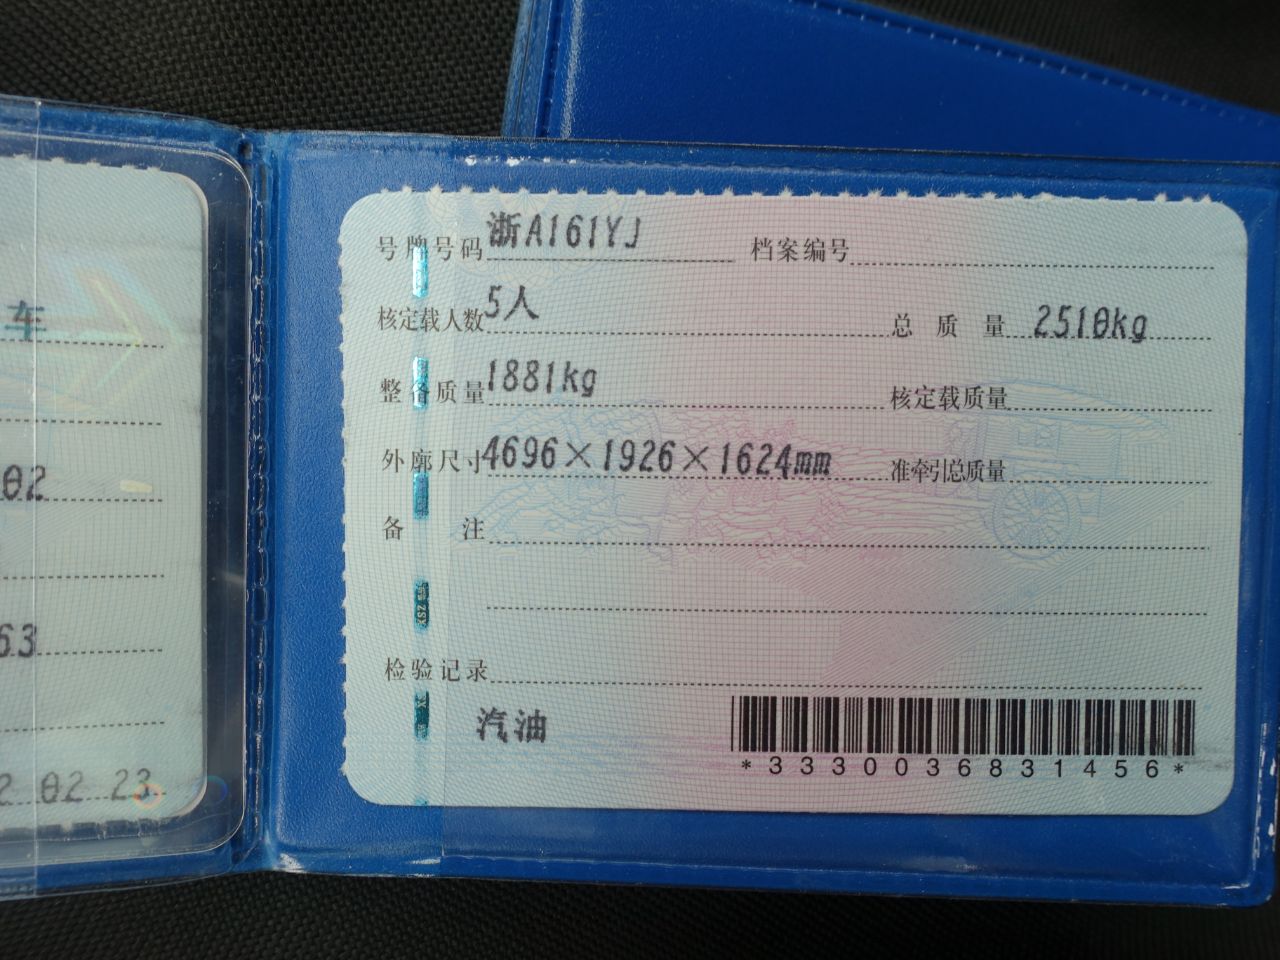 车
02
63
2 02 23
号牌号码 浙A161YJ 档案编号
核定载人数 5人 总质量 2510kg
整备质量 1881kg 核定载质量
外廓尺寸 4696×1926×1624mm 准牵引总质量
备注
检验记录
汽油
*3330036831456*